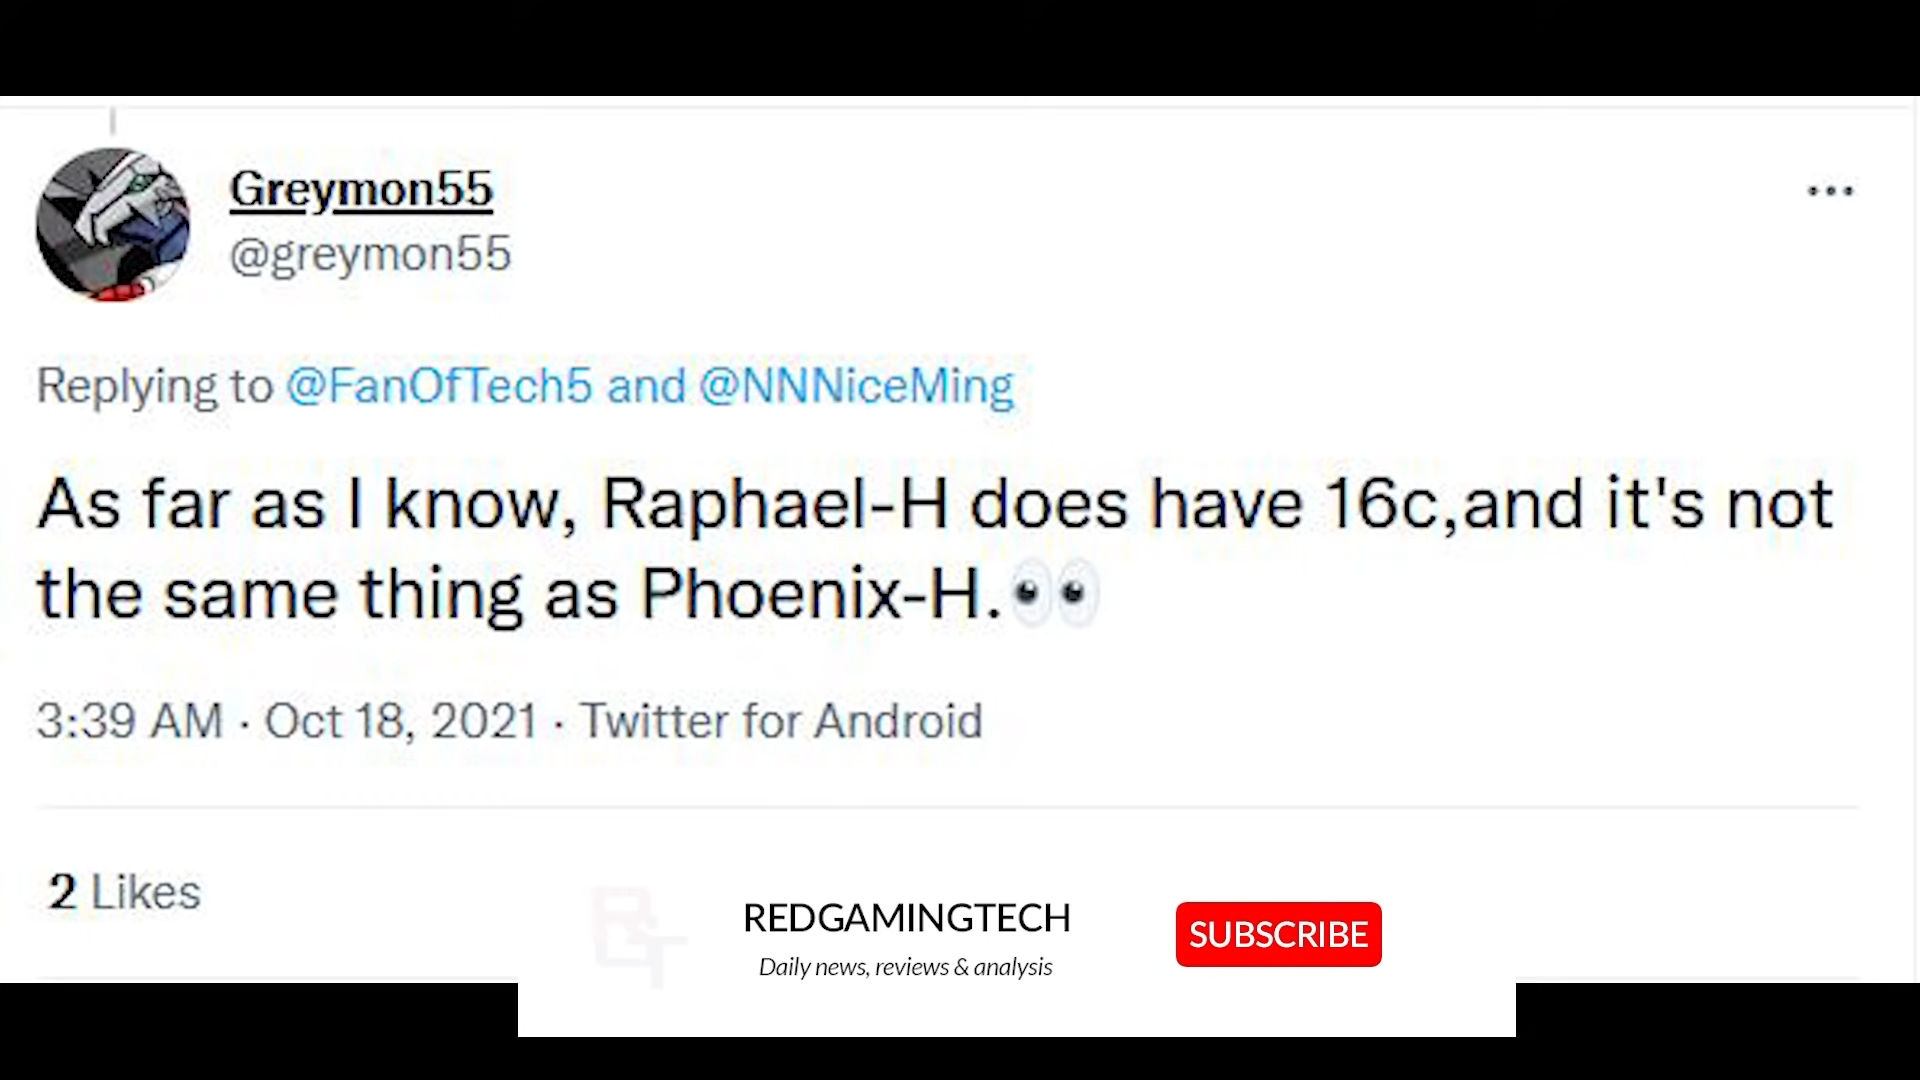 Greymon55
@greymon55
Replying to @FanOfTech5 and @NNNiceMing
As far as I know, Raphael-H does have 16c,and it's not
the same thing as Phoenix-H.👀
3:39 AM · Oct 18, 2021 · Twitter for Android
2 Likes
REDGAMINGTECH
Daily news, reviews & analysis
SUBSCRIBE